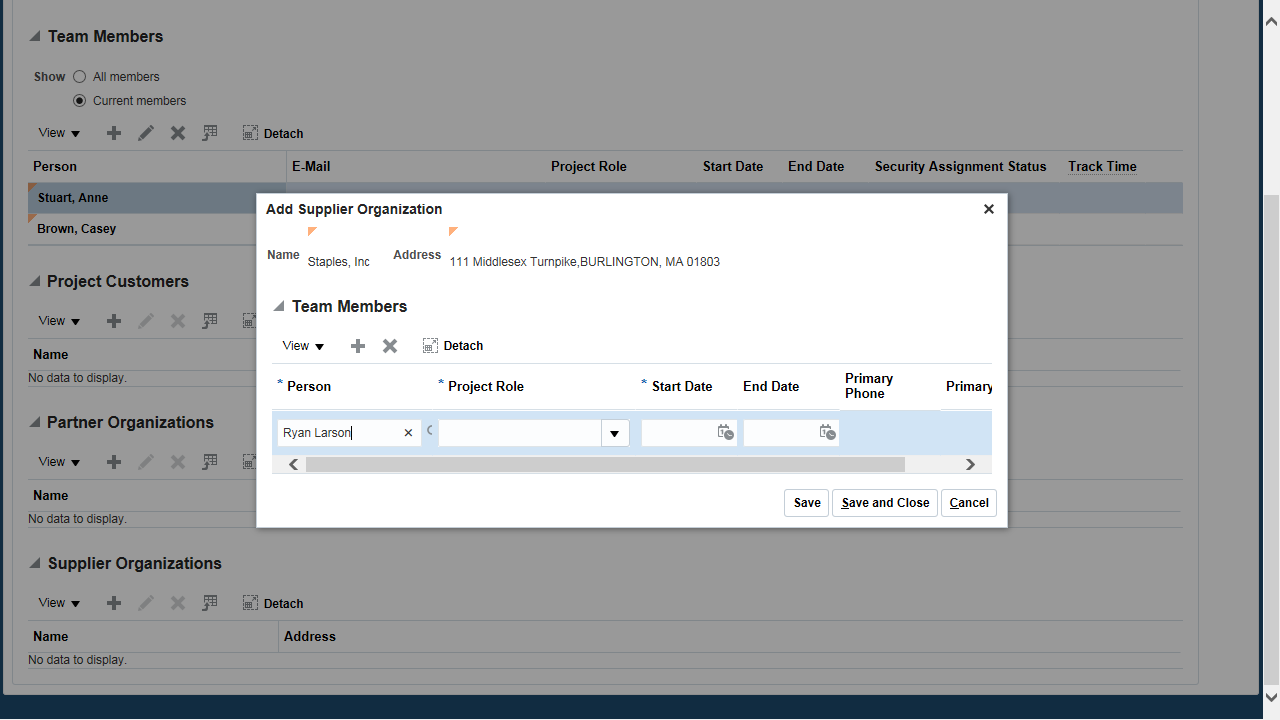 Team Members
Show All members
Current members
View Detach
Person E-Mail Project Role Start Date End Date Security Assignment Status Track Time
Stuart, Anne
Brown, Casey
Project Customers
View
Name
No data to display.
Partner Organizations
View
Name
No data to display.
Supplier Organizations
View Detach
Name Address
No data to display.
Add Supplier Organization
Name Staples, Inc Address 111 Middlesex Turnpike,BURLINGTON, MA 01803
Team Members
View Detach
* Person * Project Role * Start Date End Date Primary Phone Primary
Ryan Larson
Save Save and Close Cancel